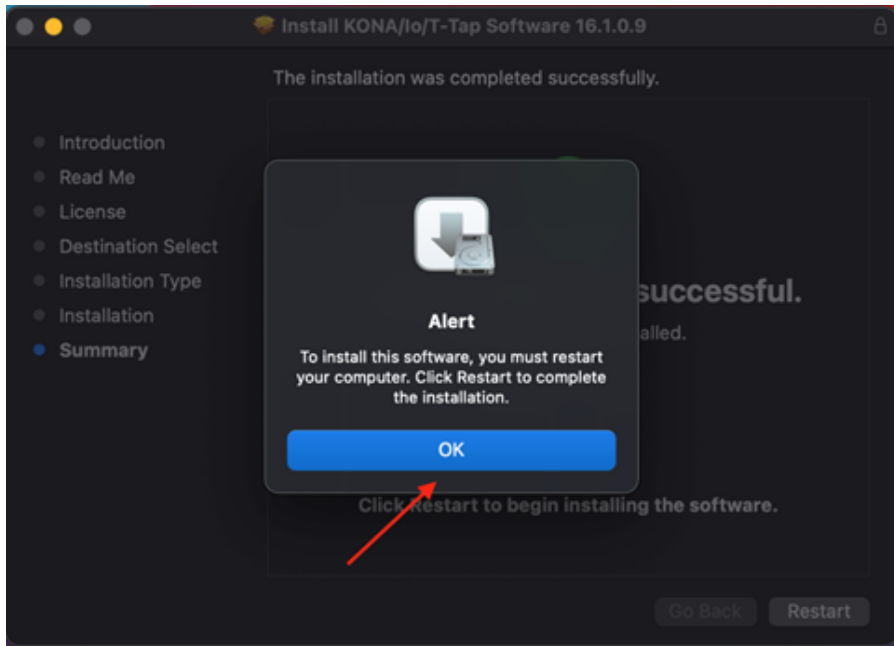 Install KONA/Io/T-Tap Software 16.1.0.9
The installation was completed successfully.
Introduction
Read Me
License
Destination Select
Installation Type
Installation
Summary
successful.
alled.
Alert
To install this software, you must restart
your computer. Click Restart to complete
the installation.
OK
Click Restart to begin installing the software.
Go Back
Restart